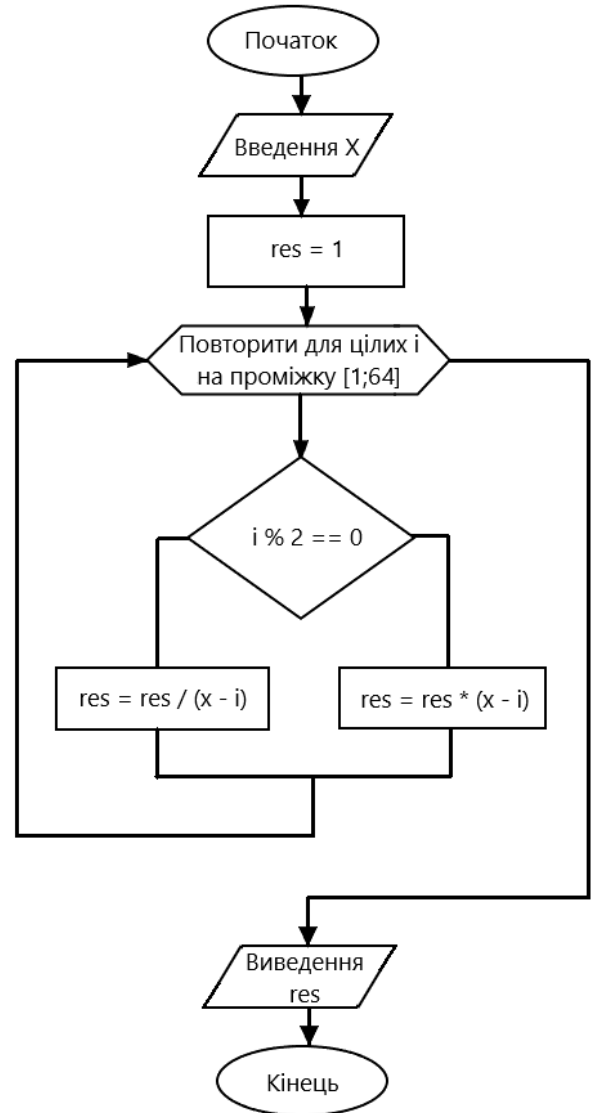 Початок
Введення X
res = 1
Повторити для цілих i
на проміжку [1;64]
i % 2 == 0
res = res / (x - i)
res = res * (x - i)
Виведення
res
Кінець